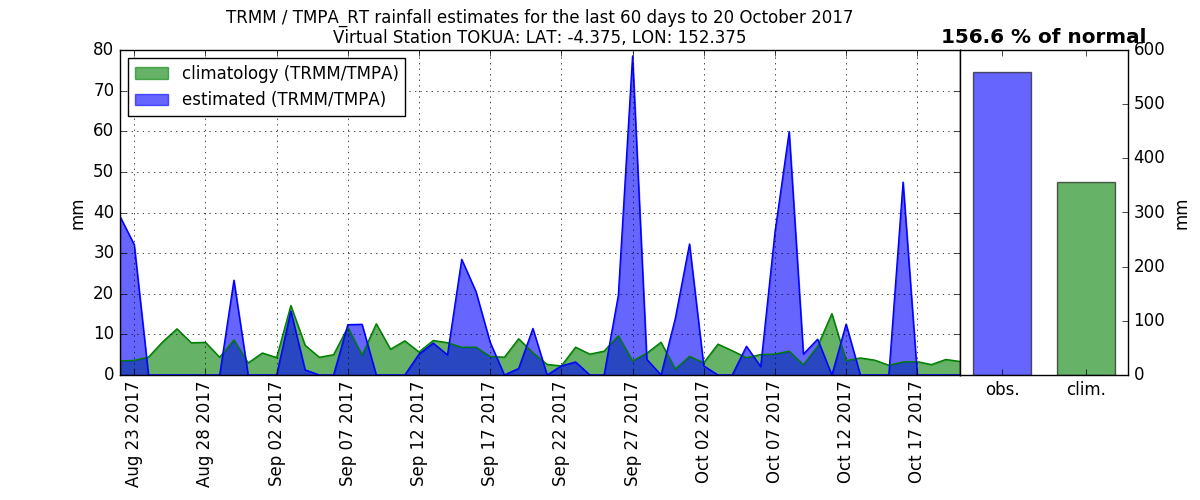 TRMM / TMPA_RT rainfall estimates for the last 60 days to 20 October 2017
Virtual Station TOKUA: LAT: -4.375, LON: 152.375
156.6 % of normal
climatology (TRMM/TMPA)
estimated (TRMM/TMPA)
80
70
60
50
40
30
20
10
0
mm
Aug 23 2017
Aug 28 2017
Sep 02 2017
Sep 07 2017
Sep 12 2017
Sep 17 2017
Sep 22 2017
Sep 27 2017
Oct 02 2017
Oct 07 2017
Oct 12 2017
Oct 17 2017
600
500
400
300
200
100
0
mm
obs.
clim.